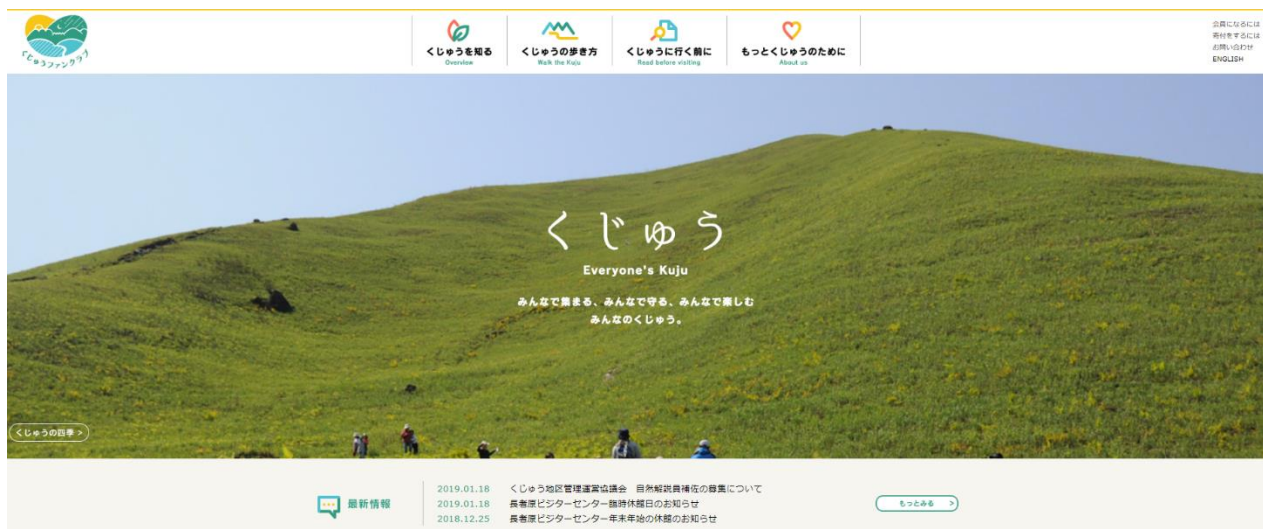 くじゅうファンクラブ
くじゅうを知る
Overview
くじゅうの歩き方
Walk the Kuju
くじゅうに行く前に
Read before visiting
もっとくじゅうのために
About us
会員になるには
寄付をするには
お問い合わせ
ENGLISH
くじゅう
Everyone's Kuju
みんなで集まる、みんなで守る、みんなで楽しむ
みんなのくじゅう。
くじゅうの四季 >
最新情報
2019.01.18 くじゅう地区管理運営協議会 自然解説員補佐の募集について
2019.01.18 長者原ビジターセンター臨時休館日のお知らせ
2018.12.25 長者原ビジターセンター年末年始の休館のお知らせ
もっとみる >